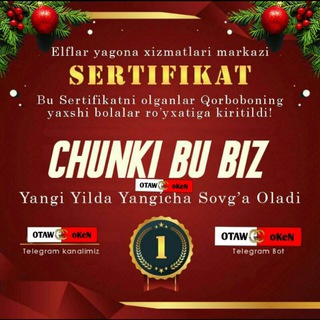 Elflar yagona xizmatlari markazi
SERTIFIKAT
Bu Sertifikatni olganlar Qorboboning
yaxshi bolalar ro`yxatiga kiritildi!
CHUNKI BU BIZ
OTAW oKeN
Yangi Yilda Yangicha Sovg'a Oladi
OTAW oKeN
Telegram kanalimiz
1
OTAW oKeN
Telegram Bot